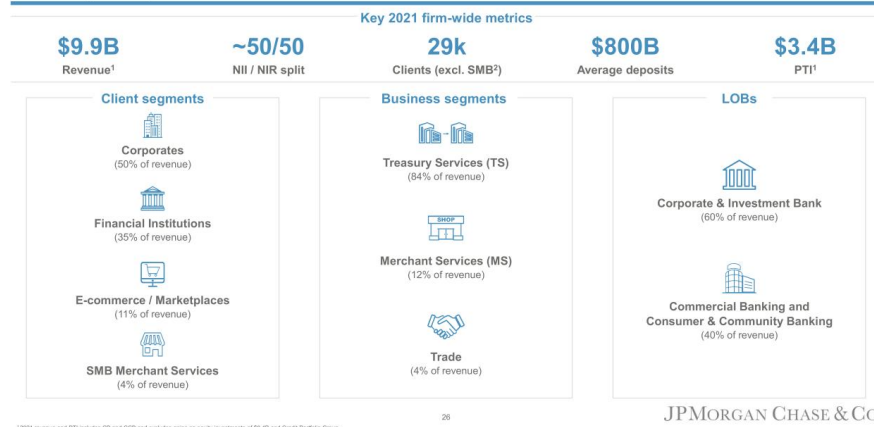 Key 2021 firm-wide metrics
$9.9B
Revenue¹
~50/50
NII / NIR split
29k
Clients (excl. SMB²)
$800B
Average deposits
$3.4B
PTI¹
Client segments
Corporates
(50% of revenue)
Financial Institutions
(35% of revenue)
E-commerce / Marketplaces
(11% of revenue)
SMB Merchant Services
(4% of revenue)
Business segments
Treasury Services (TS)
(84% of revenue)
SHOP
Merchant Services (MS)
(12% of revenue)
Trade
(4% of revenue)
LOBs
Corporate & Investment Bank
(60% of revenue)
Commercial Banking and
Consumer & Community Banking
(40% of revenue)
26
JPMORGAN CHASE & CO